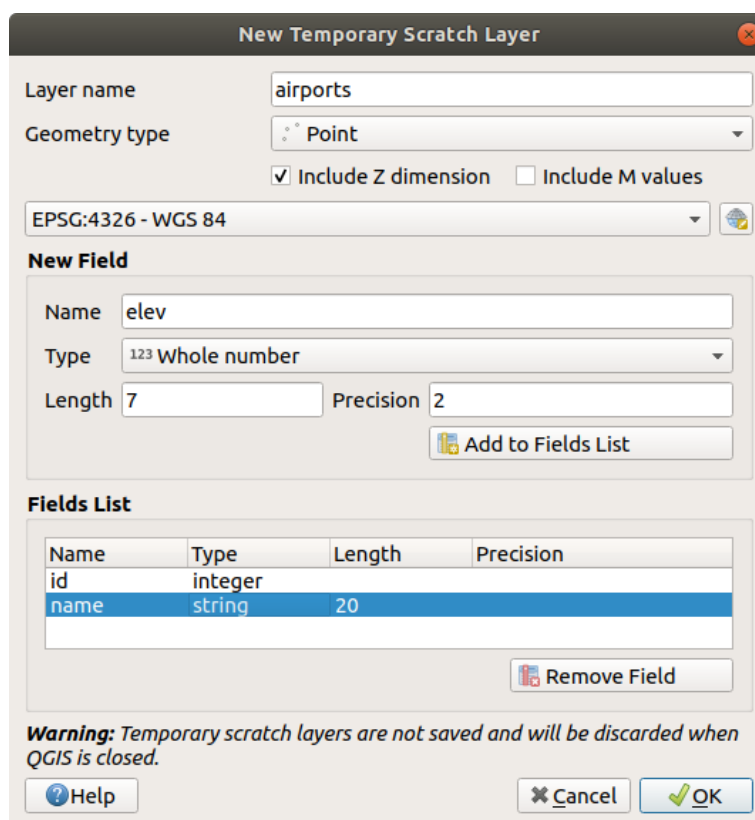 New Temporary Scratch Layer
Layer name airports
Geometry type Point
Include Z dimension Include M values
EPSG:4326 - WGS 84
New Field
Name elev
Type 123 Whole number
Length 7 Precision 2
Add to Fields List
Fields List
Name Type Length Precision
id integer
name string 20
Remove Field
Warning: Temporary scratch layers are not saved and will be discarded when
QGIS is closed.
Help Cancel OK